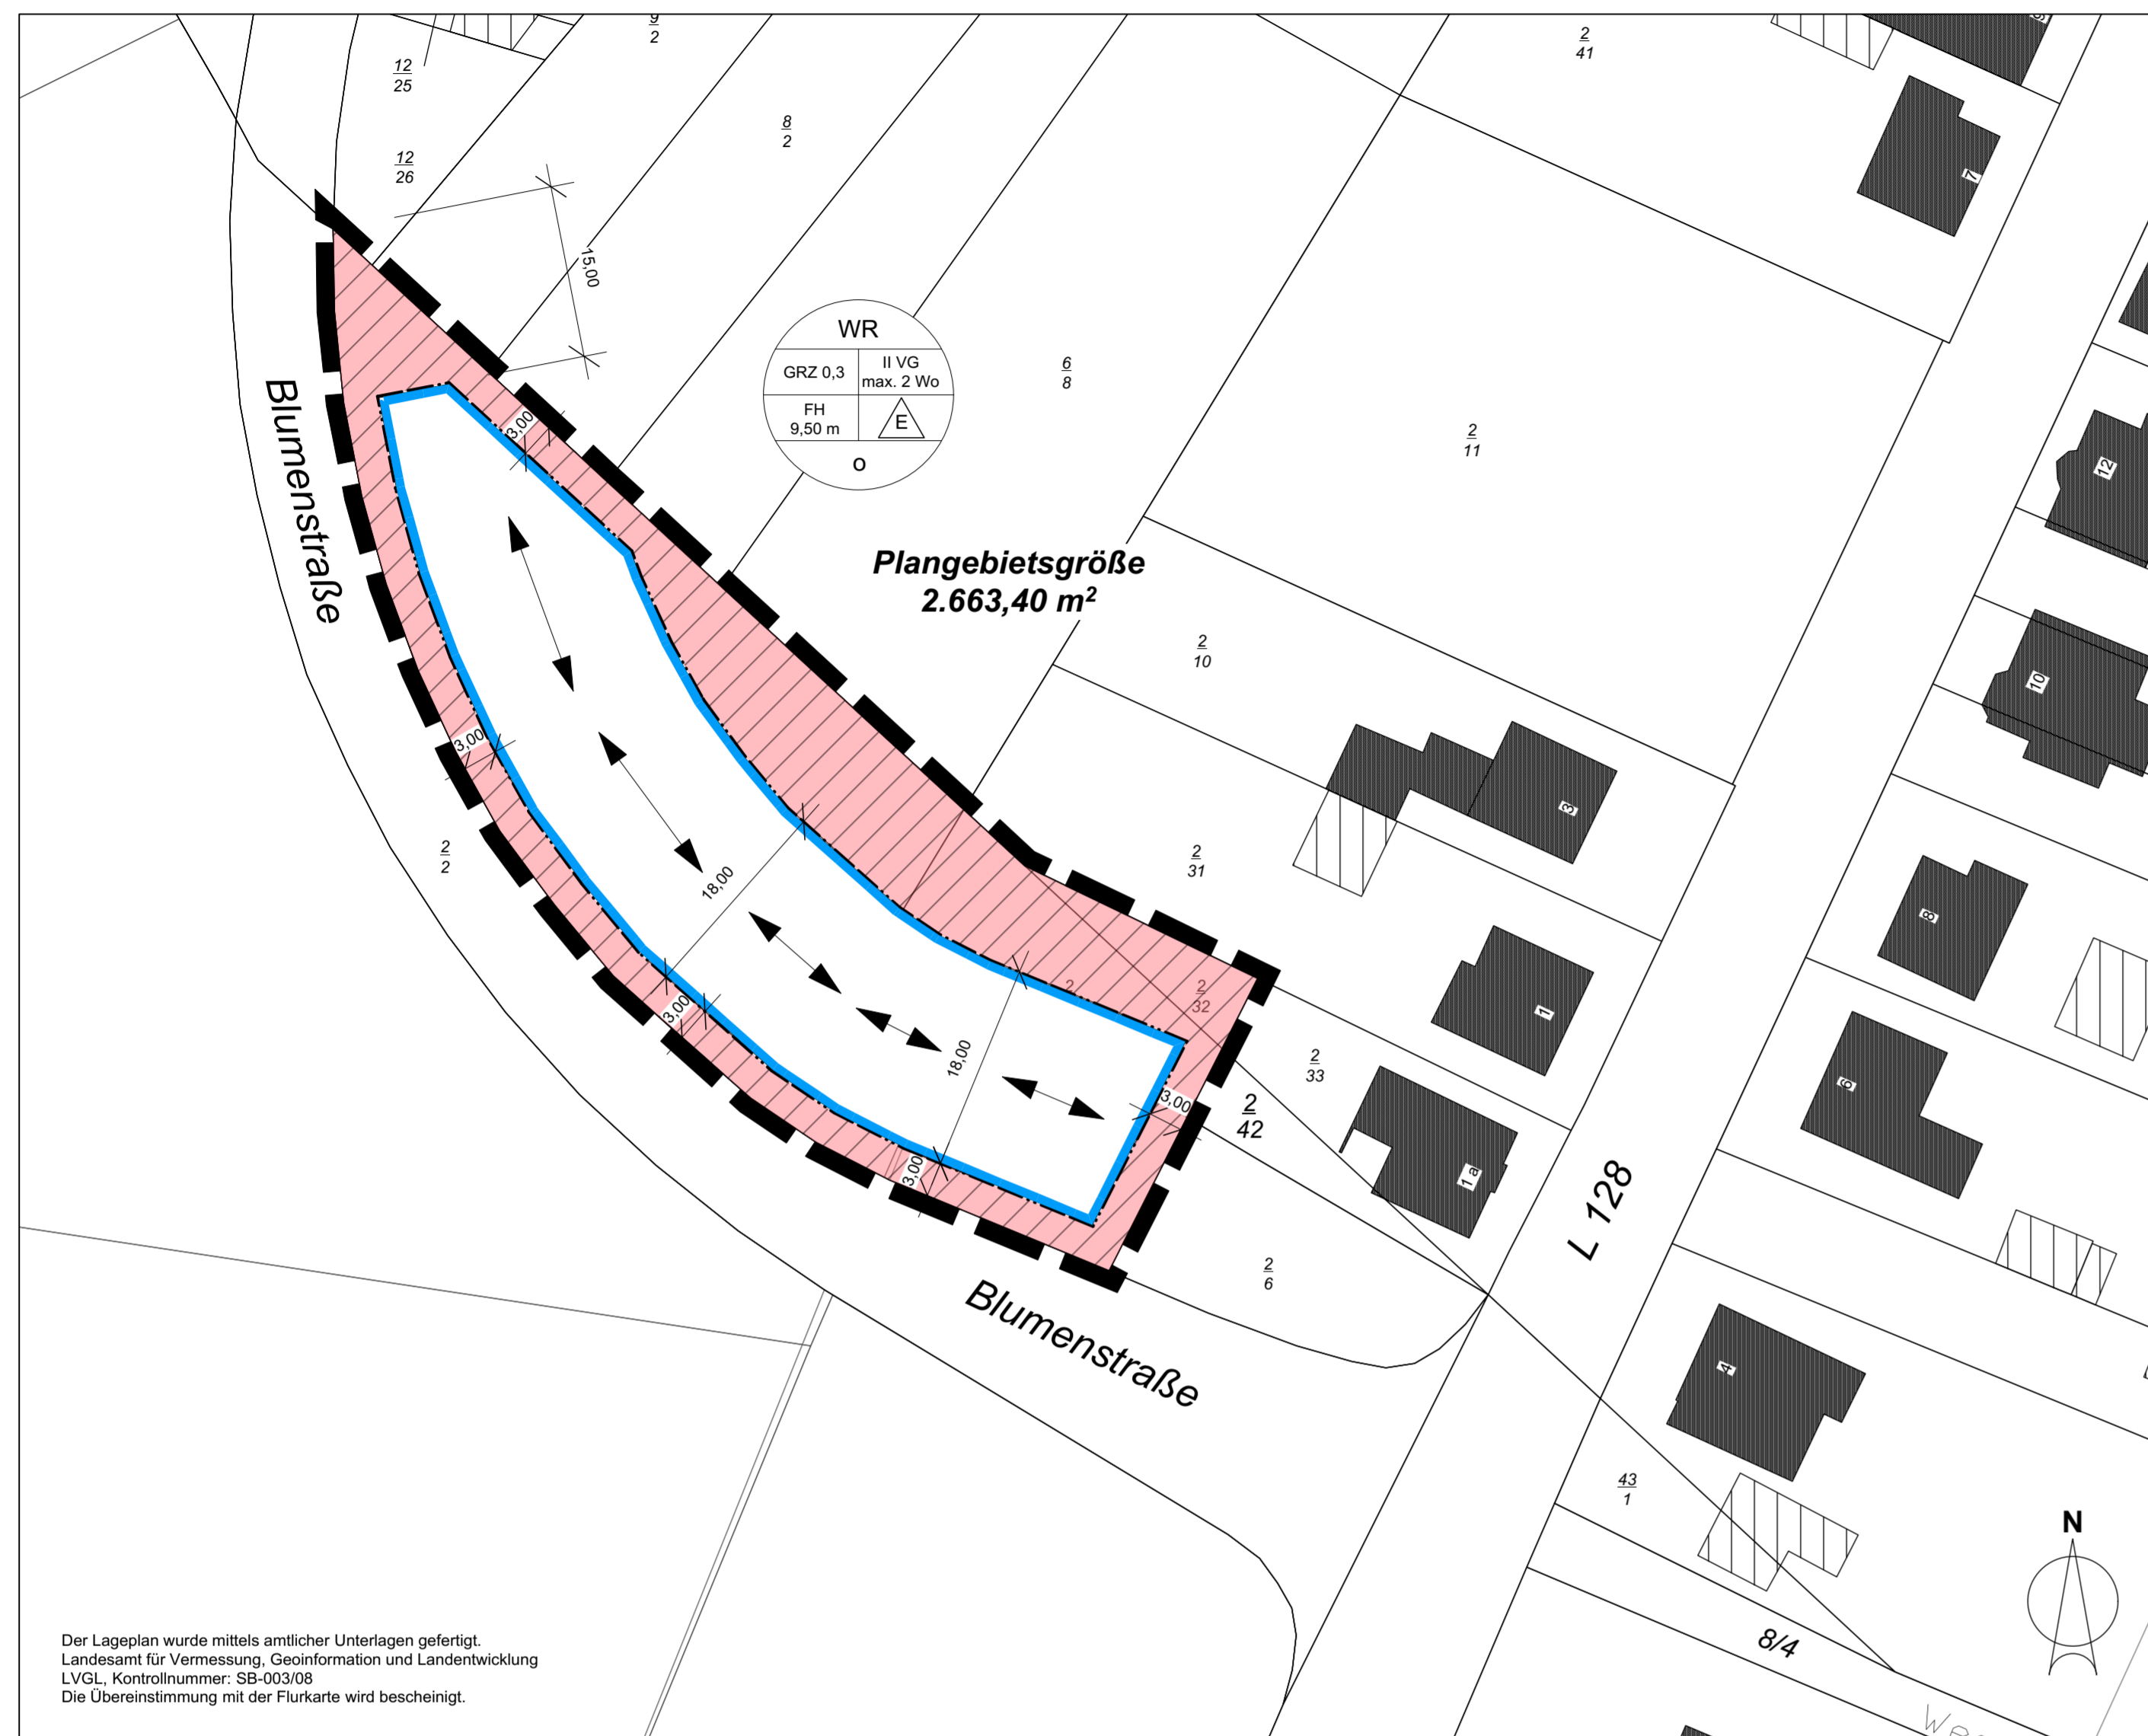 9
2
2
41
12
25
8
2
12
26
7
15,00
WR
GRZ 0,3
II VG
max. 2 Wo
FH
9,50 m
E
o
6
8
2
11
12
3,00
Blumenstraße
Plangebietsgröße
2.663,40 m²
2
10
10
3,00
3
2
2
2
31
18,00
8
1
3,00
2
2
32
18,00
2
33
3,00
2
42
6
3,00
1 a
L 128
2
6
Blumenstraße
4
43
1
N
8/4
Der Lageplan wurde mittels amtlicher Unterlagen gefertigt.
Landesamt für Vermessung, Geoinformation und Landentwicklung
LVGL, Kontrollnummer: SB-003/08
Die Übereinstimmung mit der Flurkarte wird bescheinigt.